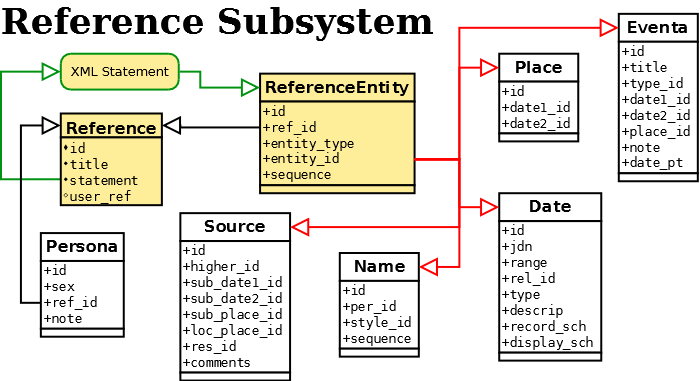 Reference Subsystem
XML Statement
Reference
id
title
statement
user_ref
Persona
+id
+sex
+ref_id
+note
ReferenceEntity
+id
+ref_id
+entity_type
+entity_id
+sequence
Source
+id
+higher_id
+sub_date1_id
+sub_date2_id
+sub_place_id
+loc_place_id
+res_id
+comments
Name
+id
+per_id
+style_id
+sequence
Place
+id
+date1_id
+date2_id
Date
+id
+jdn
+range
+rel_id
+type
+descrip
+record_sch
+display_sch
Eventa
+id
+title
+type_id
+date1_id
+date2_id
+place_id
+note
+date_pt